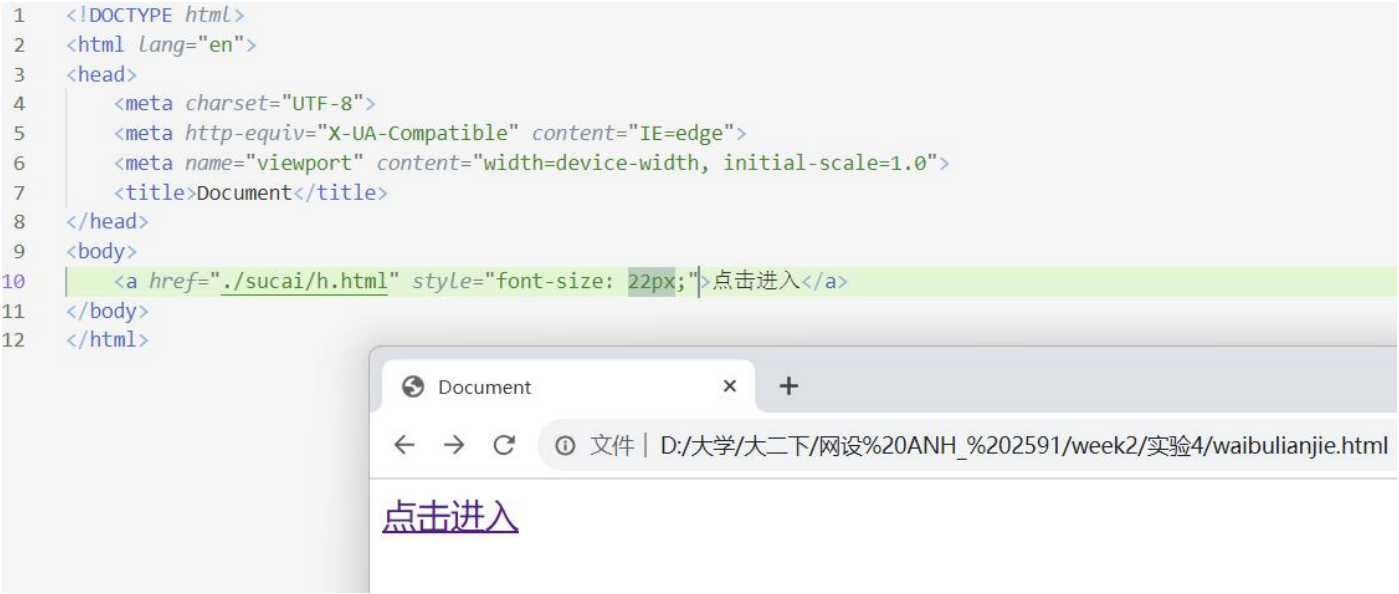 1 <!DOCTYPE html>
2 <html lang="en">
3 <head>
4 <meta charset="UTF-8">
5 <meta http-equiv="X-UA-Compatible" content="IE=edge">
6 <meta name="viewport" content="width=device-width, initial-scale=1.0">
7 <title>Document</title>
8 </head>
9 <body>
10 <a href="./sucai/h.html" style="font-size: 22px;">点击进入</a>
11 </body>
12 </html>
Document
文件 D:/大学/大二下/网设%20ANH_%202591/week2/实验4/waibulianjie.html
点击进入